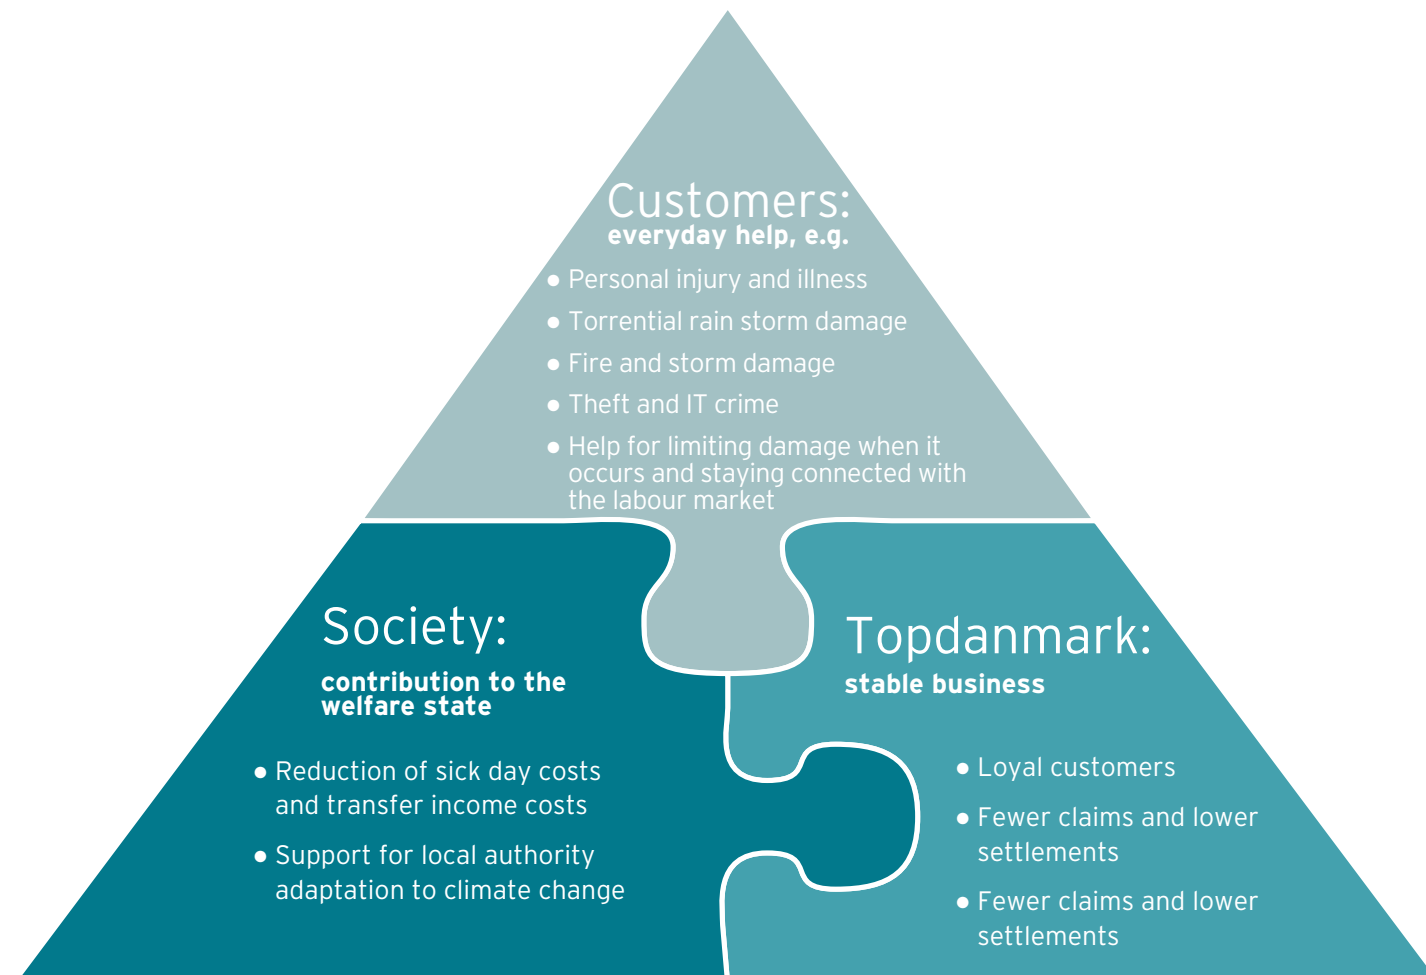 Customers:
everyday help, e.g.
● Personal injury and illness
● Torrential rain storm damage
● Fire and storm damage
● Theft and IT crime
● Help for limiting damage when it
occurs and staying connected with
the labour market
Society:
contribution to the
welfare state
● Reduction of sick day costs
and transfer income costs
● Support for local authority
adaptation to climate change
Topdanmark:
stable business
● Loyal customers
● Fewer claims and lower
settlements
● Fewer claims and lower
settlements